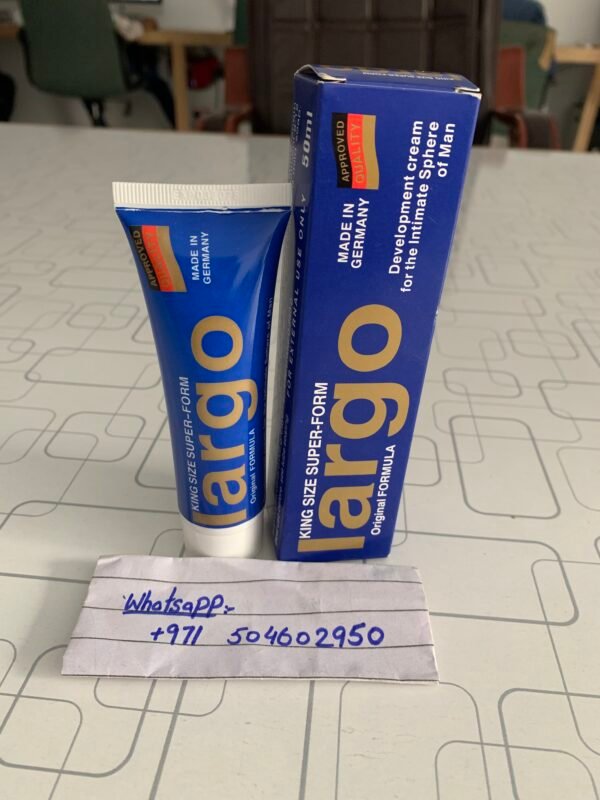 APPROVED
QUALITY
MADE IN
GERMANY
KING SIZE SUPER-FORM
largo
Original FORMULA
FOR EXTERNAL USE ONLY 50ml
APPROVED
QUALITY
MADE IN
GERMANY
Development cream
for the Intimate Sphere
of Man
KING SIZE SUPER-FORM
largo
Original FORMULA
Whatsapp:-
+971 504602950